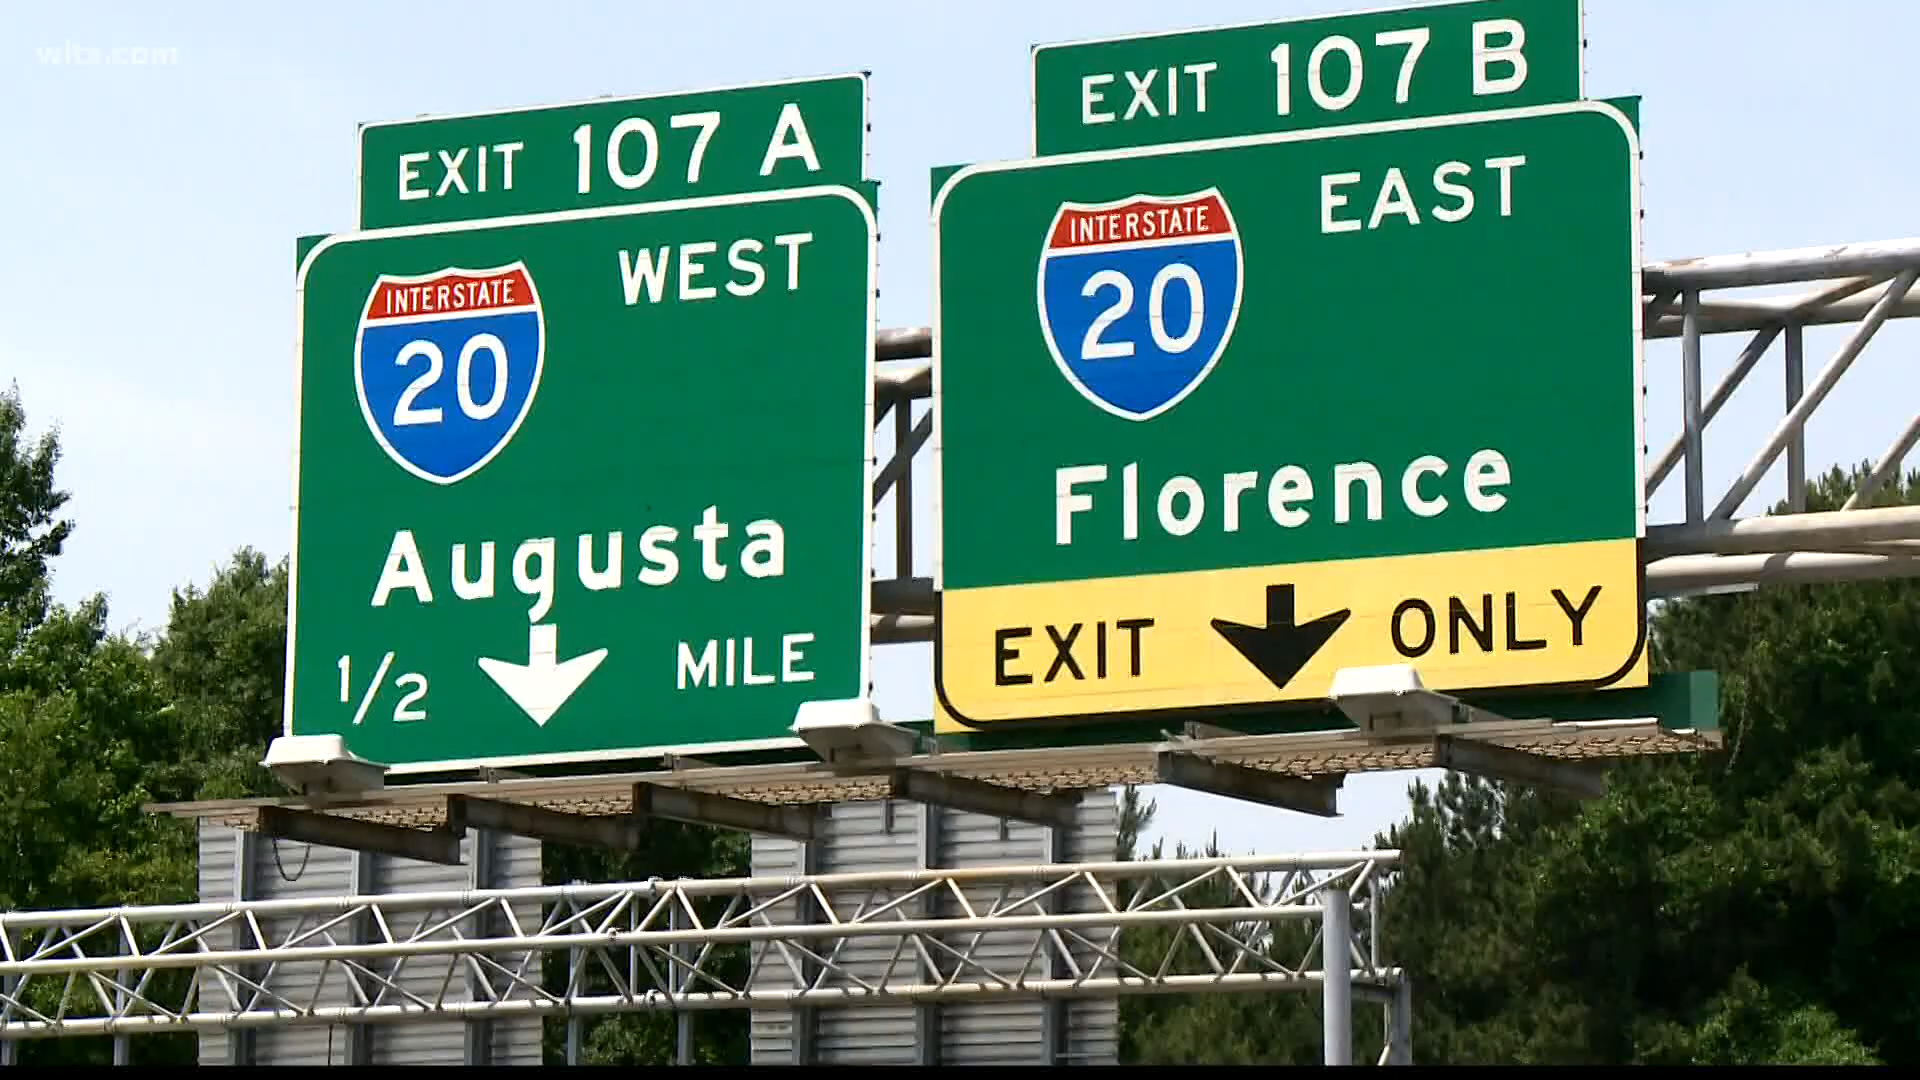 wltx.com
EXIT 107 A
INTERSTATE
20
WEST
Augusta
1/2 MILE
EXIT 107 B
INTERSTATE
20
EAST
Florence
EXIT ONLY